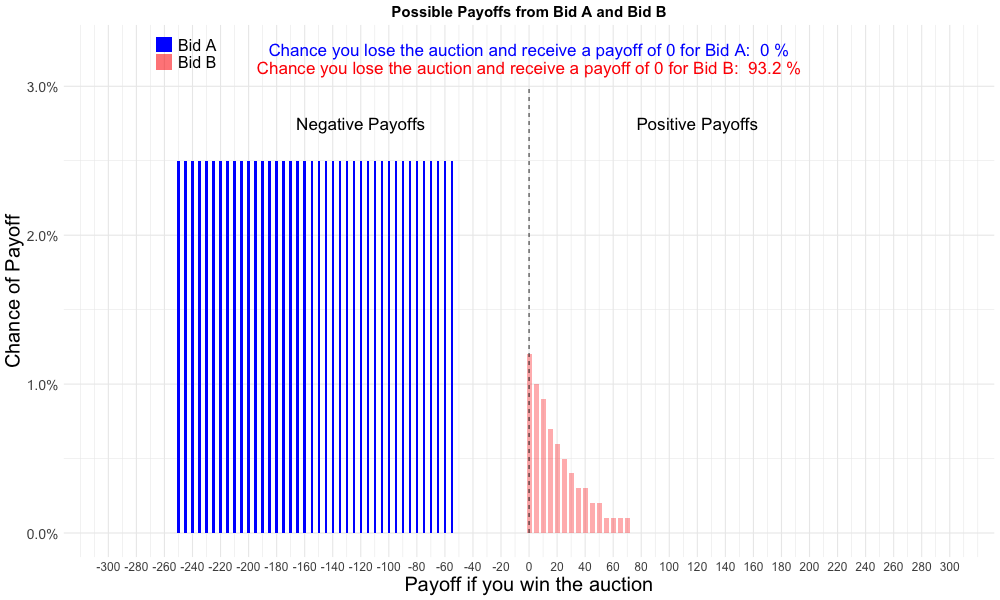 Possible Payoffs from Bid A and Bid B
Bid A
Bid B
Chance you lose the auction and receive a payoff of 0 for Bid A:  0 %
Chance you lose the auction and receive a payoff of 0 for Bid B:  93.2 %
Negative Payoffs
Positive Payoffs
Chance of Payoff
3.0%
2.0%
1.0%
0.0%
-300 -280 -260 -240 -220 -200 -180 -160 -140 -120 -100 -80 -60 -40 -20 0 20 40 60 80 100 120 140 160 180 200 220 240 260 280 300
Payoff if you win the auction